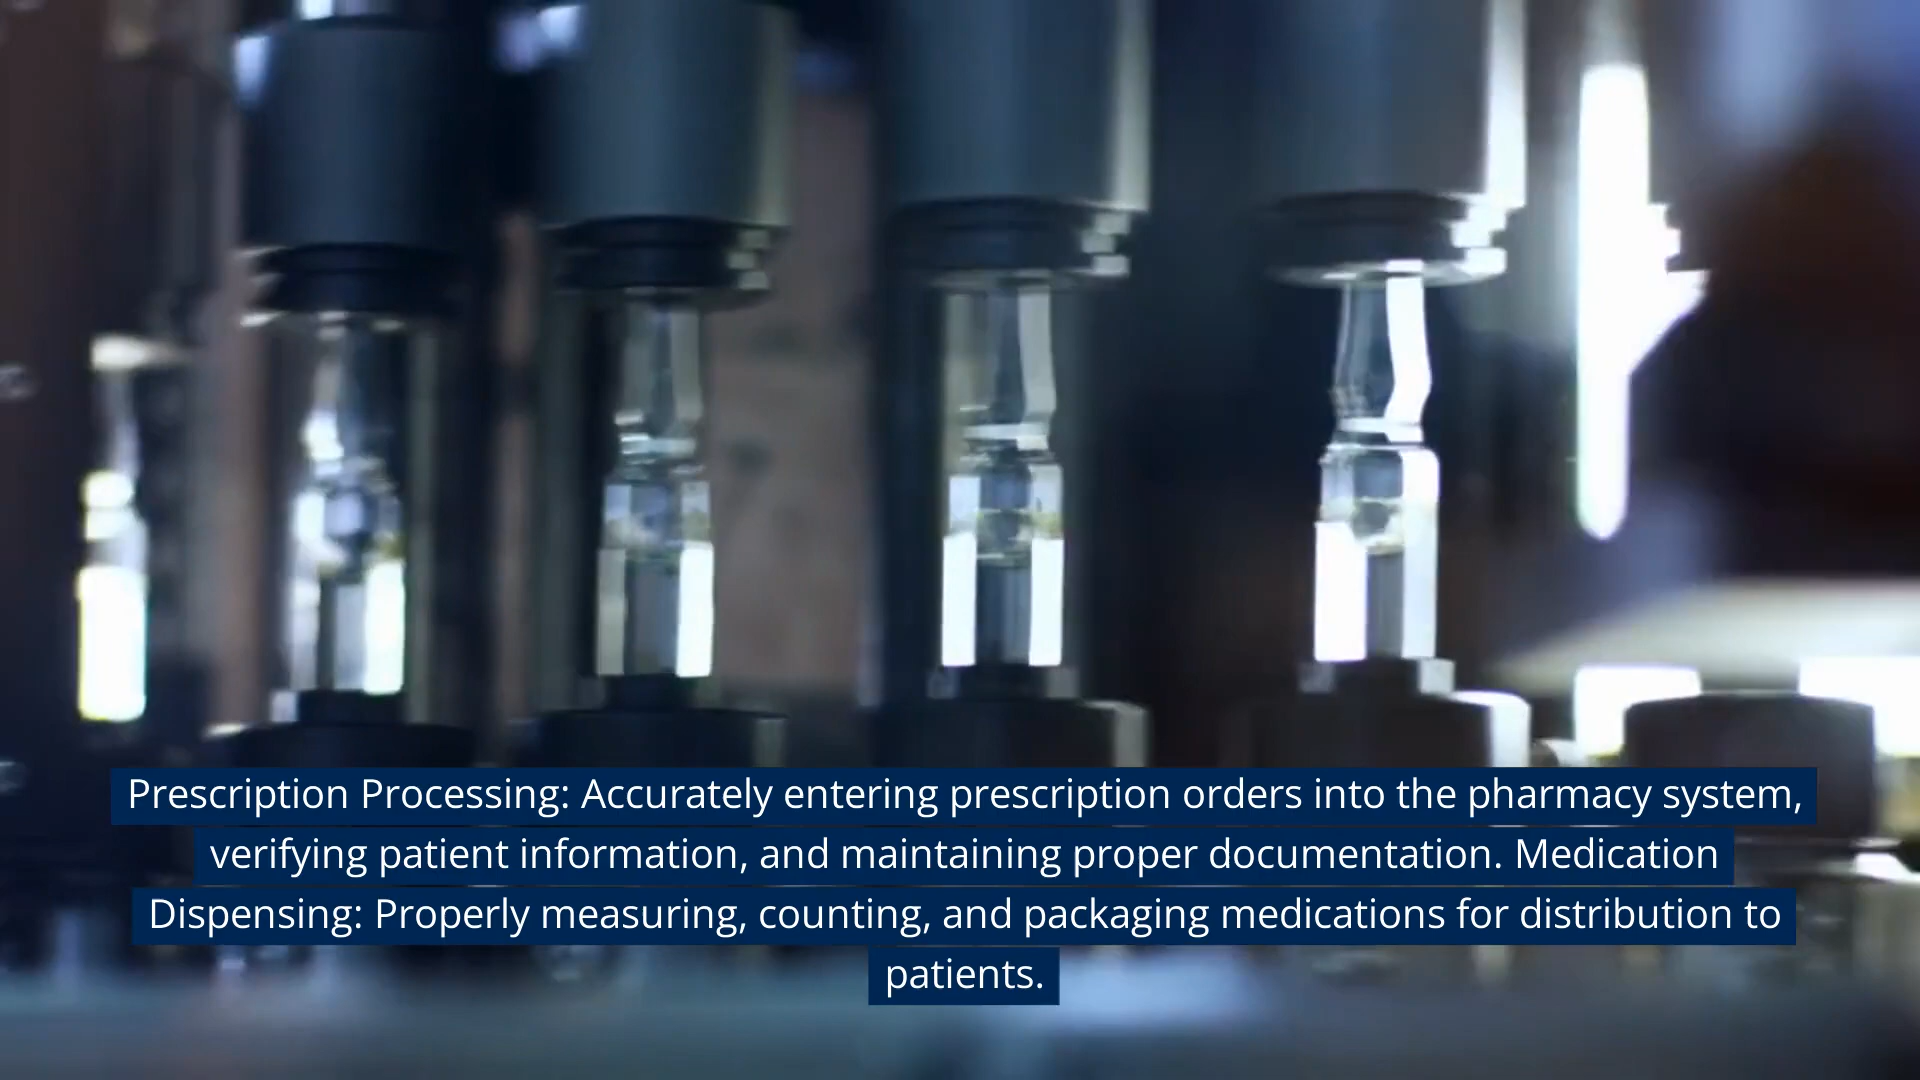 Prescription Processing: Accurately entering prescription orders into the pharmacy system,
verifying patient information, and maintaining proper documentation. Medication
Dispensing: Properly measuring, counting, and packaging medications for distribution to
patients.